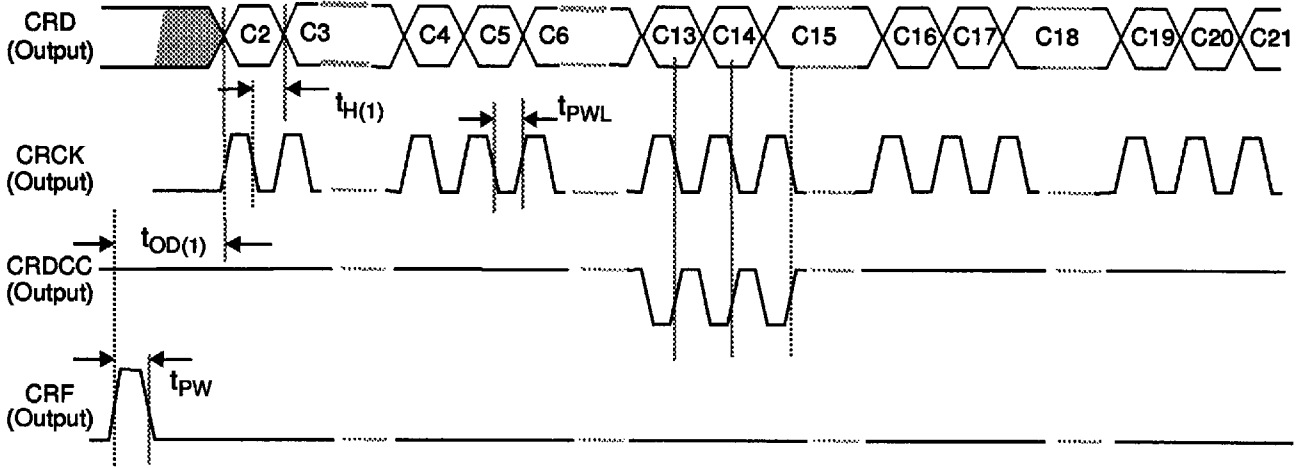 CRD
(Output)
C2 C3 C4 C5 C6 C13 C14 C15 C16 C17 C18 C19 C20 C21
tH(1)
tPWL
CRCK
(Output)
tOD(1)
CRDCC
(Output)
tPW
CRF
(Output)